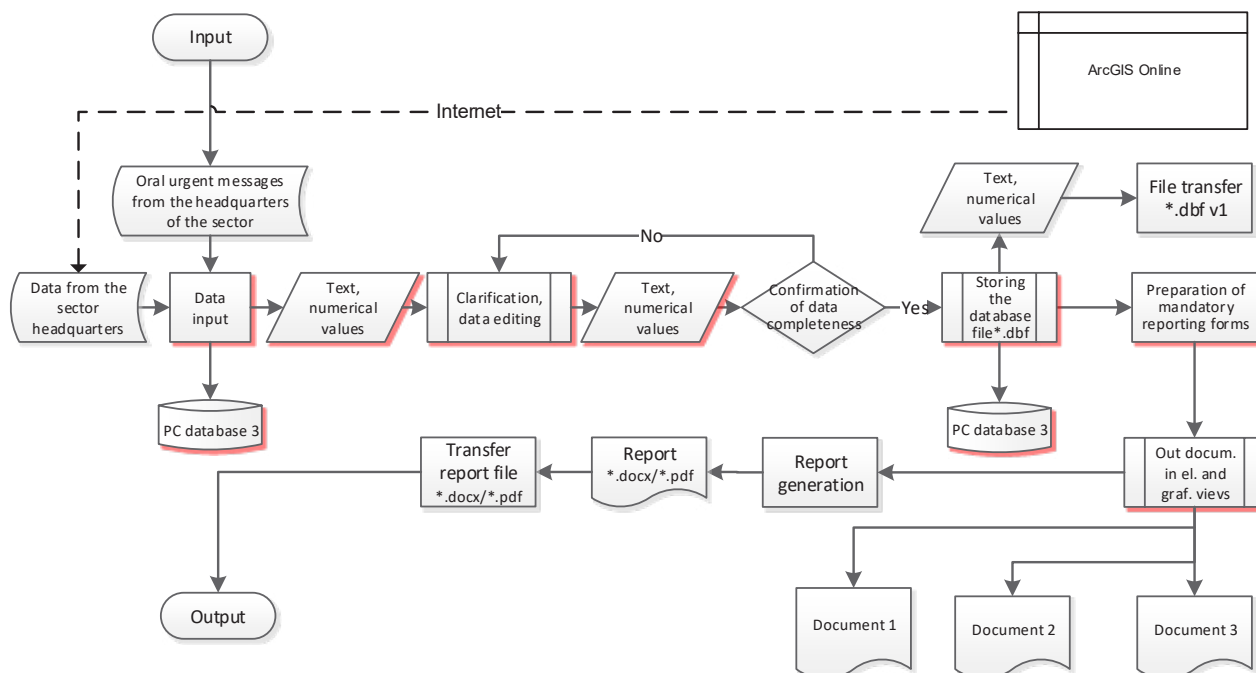 Input
ArcGIS Online
Internet
Oral urgent messages
from the headquarters
of the sector
Text,
numerical
values
File transfer
*.dbf v1
No
Data from the
sector
headquarters
Data
input
Text,
numerical
values
Clarification,
data editing
Text,
numerical
values
Confirmation
of data
completeness
Yes
Storing
the
database
file*.dbf
Preparation of
mandatory
reporting forms
PC database 3
PC database 3
Transfer
report file
*.docx/*.pdf
Report
*.docx/*.pdf
Report
generation
Out docum.
in el. and
graf. vievs
Output
Document 1
Document 2
Document 3